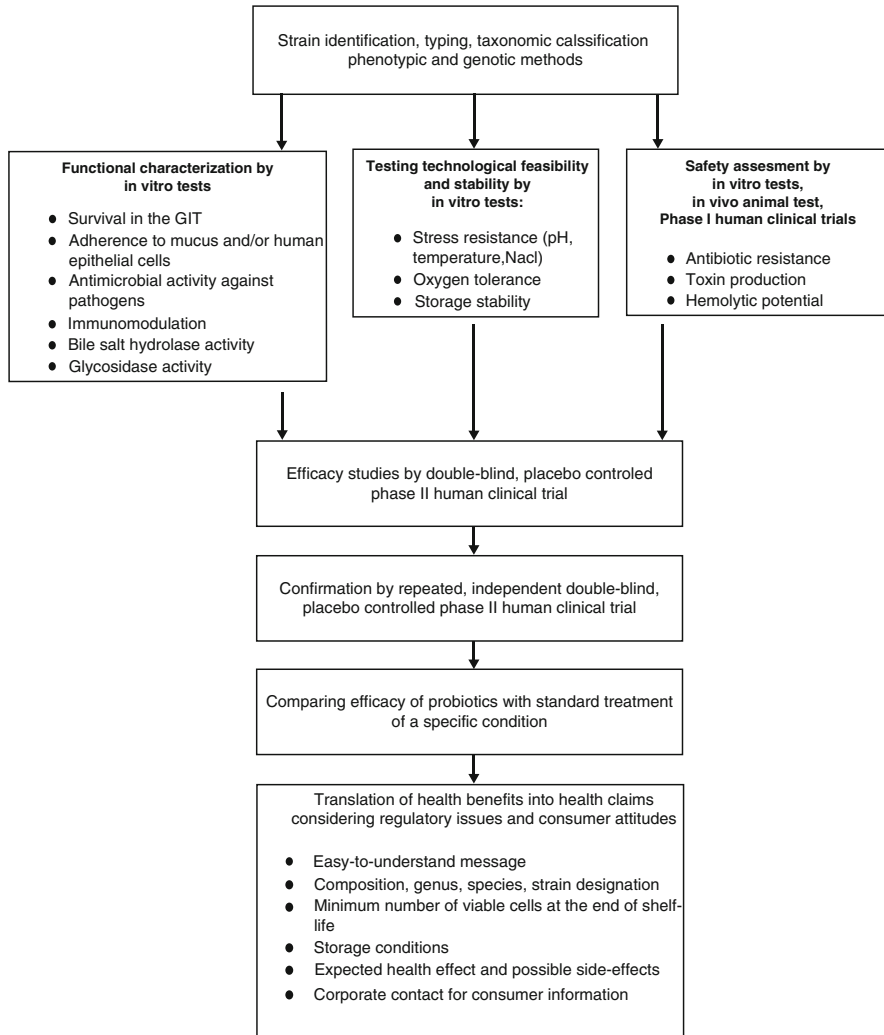 Strain identification, typing, taxonomic calssification
phenotypic and genotic methods
Functional characterization by
in vitro tests
● Survival in the GIT
● Adherence to mucus and/or human
epithelial cells
● Antimicrobial activity against
pathogens
● Immunomodulation
● Bile salt hydrolase activity
● Glycosidase activity
Testing technological feasibility
and stability by
in vitro tests:
● Stress resistance (pH,
temperature,Nacl)
● Oxygen tolerance
● Storage stability
Safety assesment by
in vitro tests,
in vivo animal test,
Phase I human clinical trials
● Antibiotic resistance
● Toxin production
● Hemolytic potential
Efficacy studies by double-blind, placebo controled
phase II human clinical trial
Confirmation by repeated, independent double-blind,
placebo controlled phase II human clinical trial
Comparing efficacy of probiotics with standard treatment
of a specific condition
Translation of health benefits into health claims
considering regulatory issues and consumer attitudes
● Easy-to-understand message
● Composition, genus, species, strain designation
● Minimum number of viable cells at the end of shelf-
life
● Storage conditions
● Expected health effect and possible side-effects
● Corporate contact for consumer information